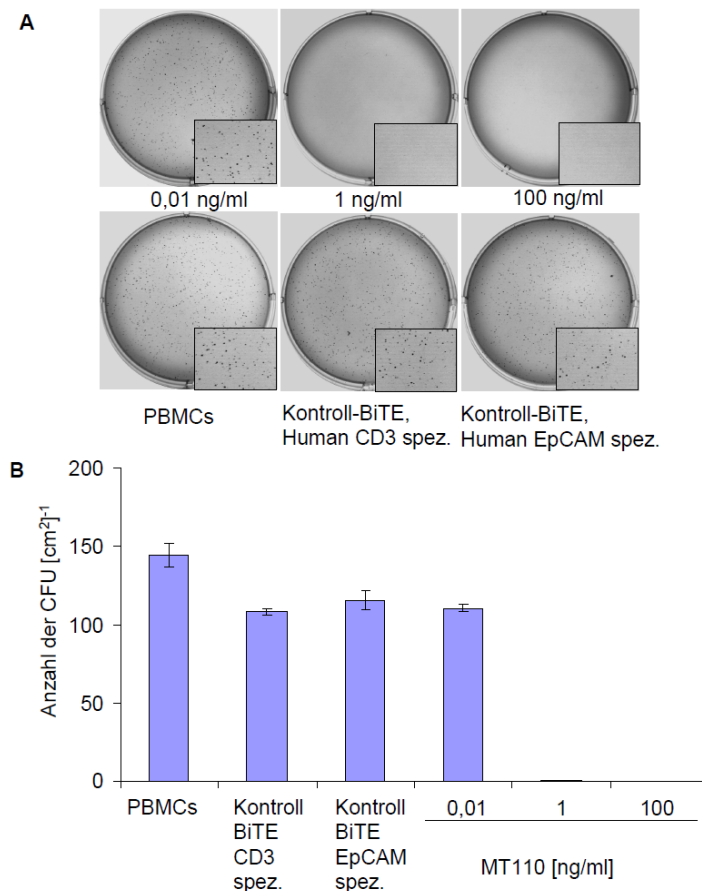 A
0,01 ng/ml
1 ng/ml
100 ng/ml
PBMCs
Kontroll-BiTE,
Human CD3 spez.
Kontroll-BiTE,
Human EpCAM spez.
B
Anzahl der CFU [cm²]⁻¹
200
150
100
50
0
PBMCs
Kontroll
BiTE
CD3
spez.
Kontroll
BiTE
EpCAM
spez.
0,01
1
100
MT110 [ng/ml]